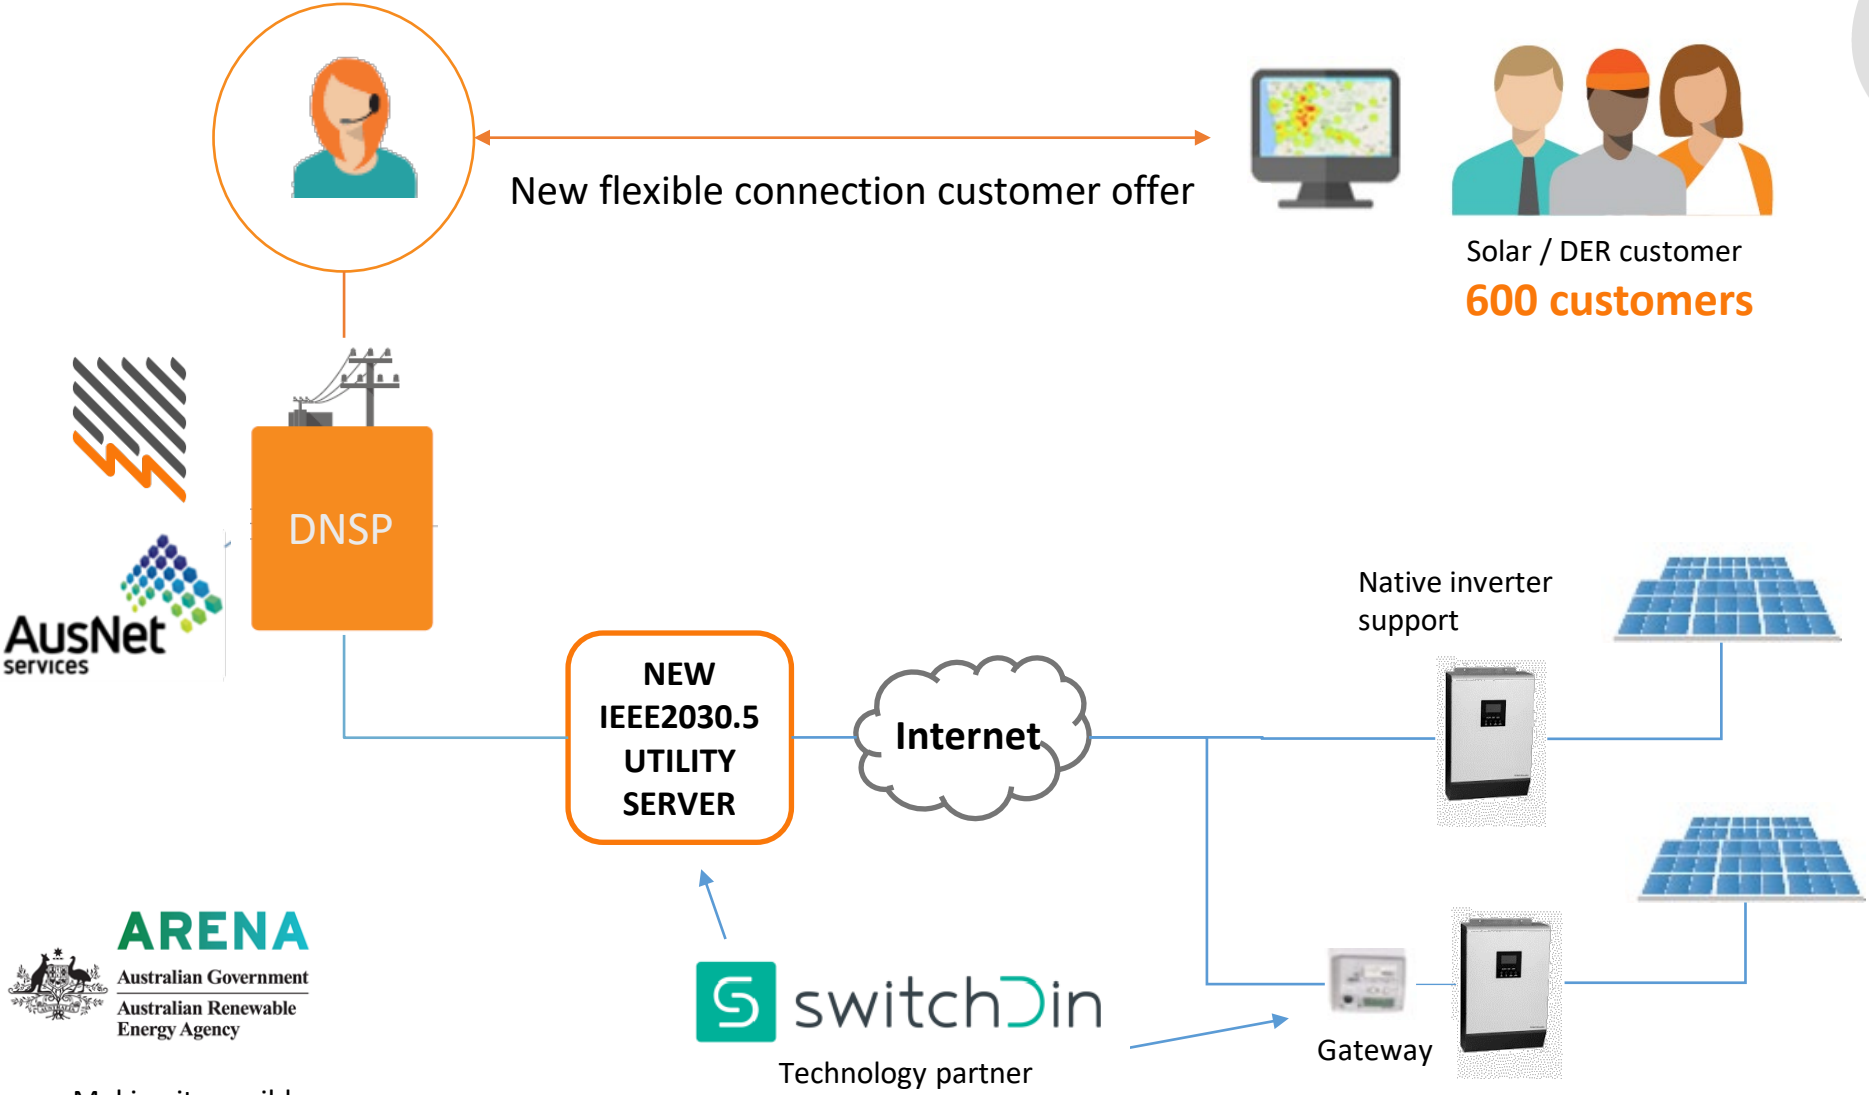 New flexible connection customer offer
Solar / DER customer
600 customers
DNSP
AusNet
services
Native inverter
support
NEW
IEEE2030.5
UTILITY
SERVER
Internet
ARENA
Australian Government
Australian Renewable
Energy Agency
switchDin
Technology partner
Gateway